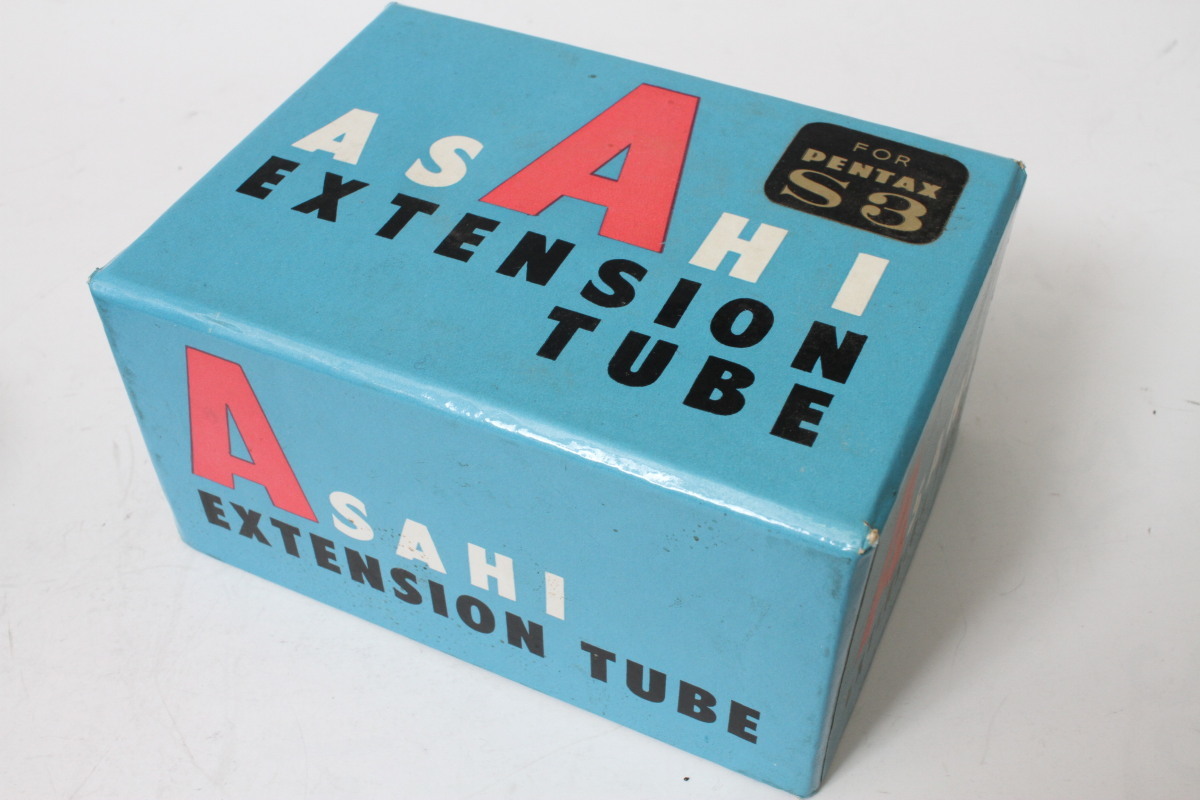 ASAHI
EXTENSION
TUBE
FOR
PENTAX
S3
ASAHI
EXTENSION TUBE